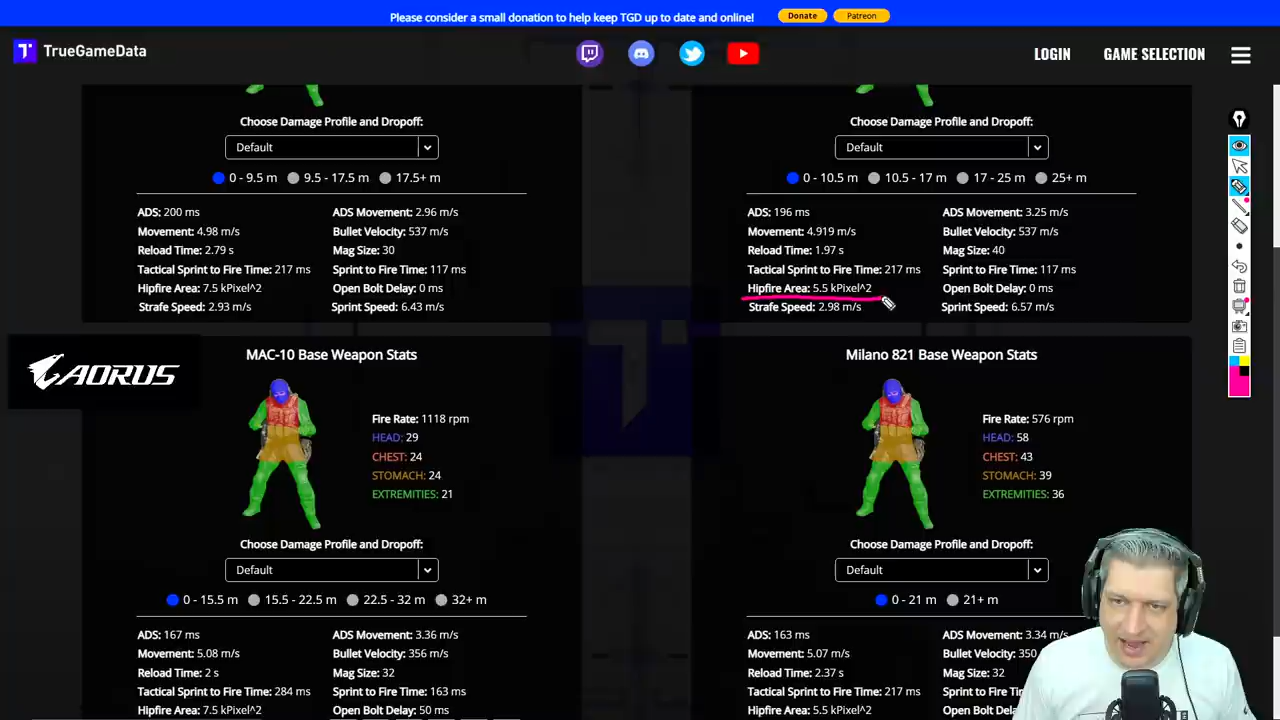 Please consider a small donation to help keep TGD up to date and online!
Donate
Patreon
TrueGameData
LOGIN
GAME SELECTION
Choose Damage Profile and Dropoff:
Default
0 - 9.5 m 9.5 - 17.5 m 17.5+ m
ADS: 200 ms ADS Movement: 2.96 m/s
Movement: 4.98 m/s Bullet Velocity: 537 m/s
Reload Time: 2.79 s Mag Size: 30
Tactical Sprint to Fire Time: 217 ms Sprint to Fire Time: 117 ms
Hipfire Area: 7.5 kPixel^2 Open Bolt Delay: 0 ms
Strafe Speed: 2.93 m/s Sprint Speed: 6.43 m/s
Choose Damage Profile and Dropoff:
Default
0 - 10.5 m 10.5 - 17 m 17 - 25 m 25+ m
ADS: 196 ms ADS Movement: 3.25 m/s
Movement: 4.919 m/s Bullet Velocity: 537 m/s
Reload Time: 1.97 s Mag Size: 40
Tactical Sprint to Fire Time: 217 ms Sprint to Fire Time: 117 ms
Hipfire Area: 5.5 kPixel^2 Open Bolt Delay: 0 ms
Strafe Speed: 2.98 m/s Sprint Speed: 6.57 m/s
AORUS
MAC-10 Base Weapon Stats
Fire Rate: 1118 rpm
HEAD: 29
CHEST: 24
STOMACH: 24
EXTREMITIES: 21
Choose Damage Profile and Dropoff:
Default
0 - 15.5 m 15.5 - 22.5 m 22.5 - 32 m 32+ m
ADS: 167 ms ADS Movement: 3.36 m/s
Movement: 5.08 m/s Bullet Velocity: 356 m/s
Reload Time: 2 s Mag Size: 32
Tactical Sprint to Fire Time: 284 ms Sprint to Fire Time: 163 ms
Hipfire Area: 7.5 kPixel^2 Open Bolt Delay: 50 ms
Milano 821 Base Weapon Stats
Fire Rate: 576 rpm
HEAD: 58
CHEST: 43
STOMACH: 39
EXTREMITIES: 36
Choose Damage Profile and Dropoff:
Default
0 - 21 m 21+ m
ADS: 163 ms ADS Movement: 3.34 m/s
Movement: 5.07 m/s Bullet Velocity: 350
Reload Time: 2.37 s Mag Size: 32
Tactical Sprint to Fire Time: 217 ms Sprint to Fire
Hipfire Area: 5.5 kPixel^2 Open Bolt